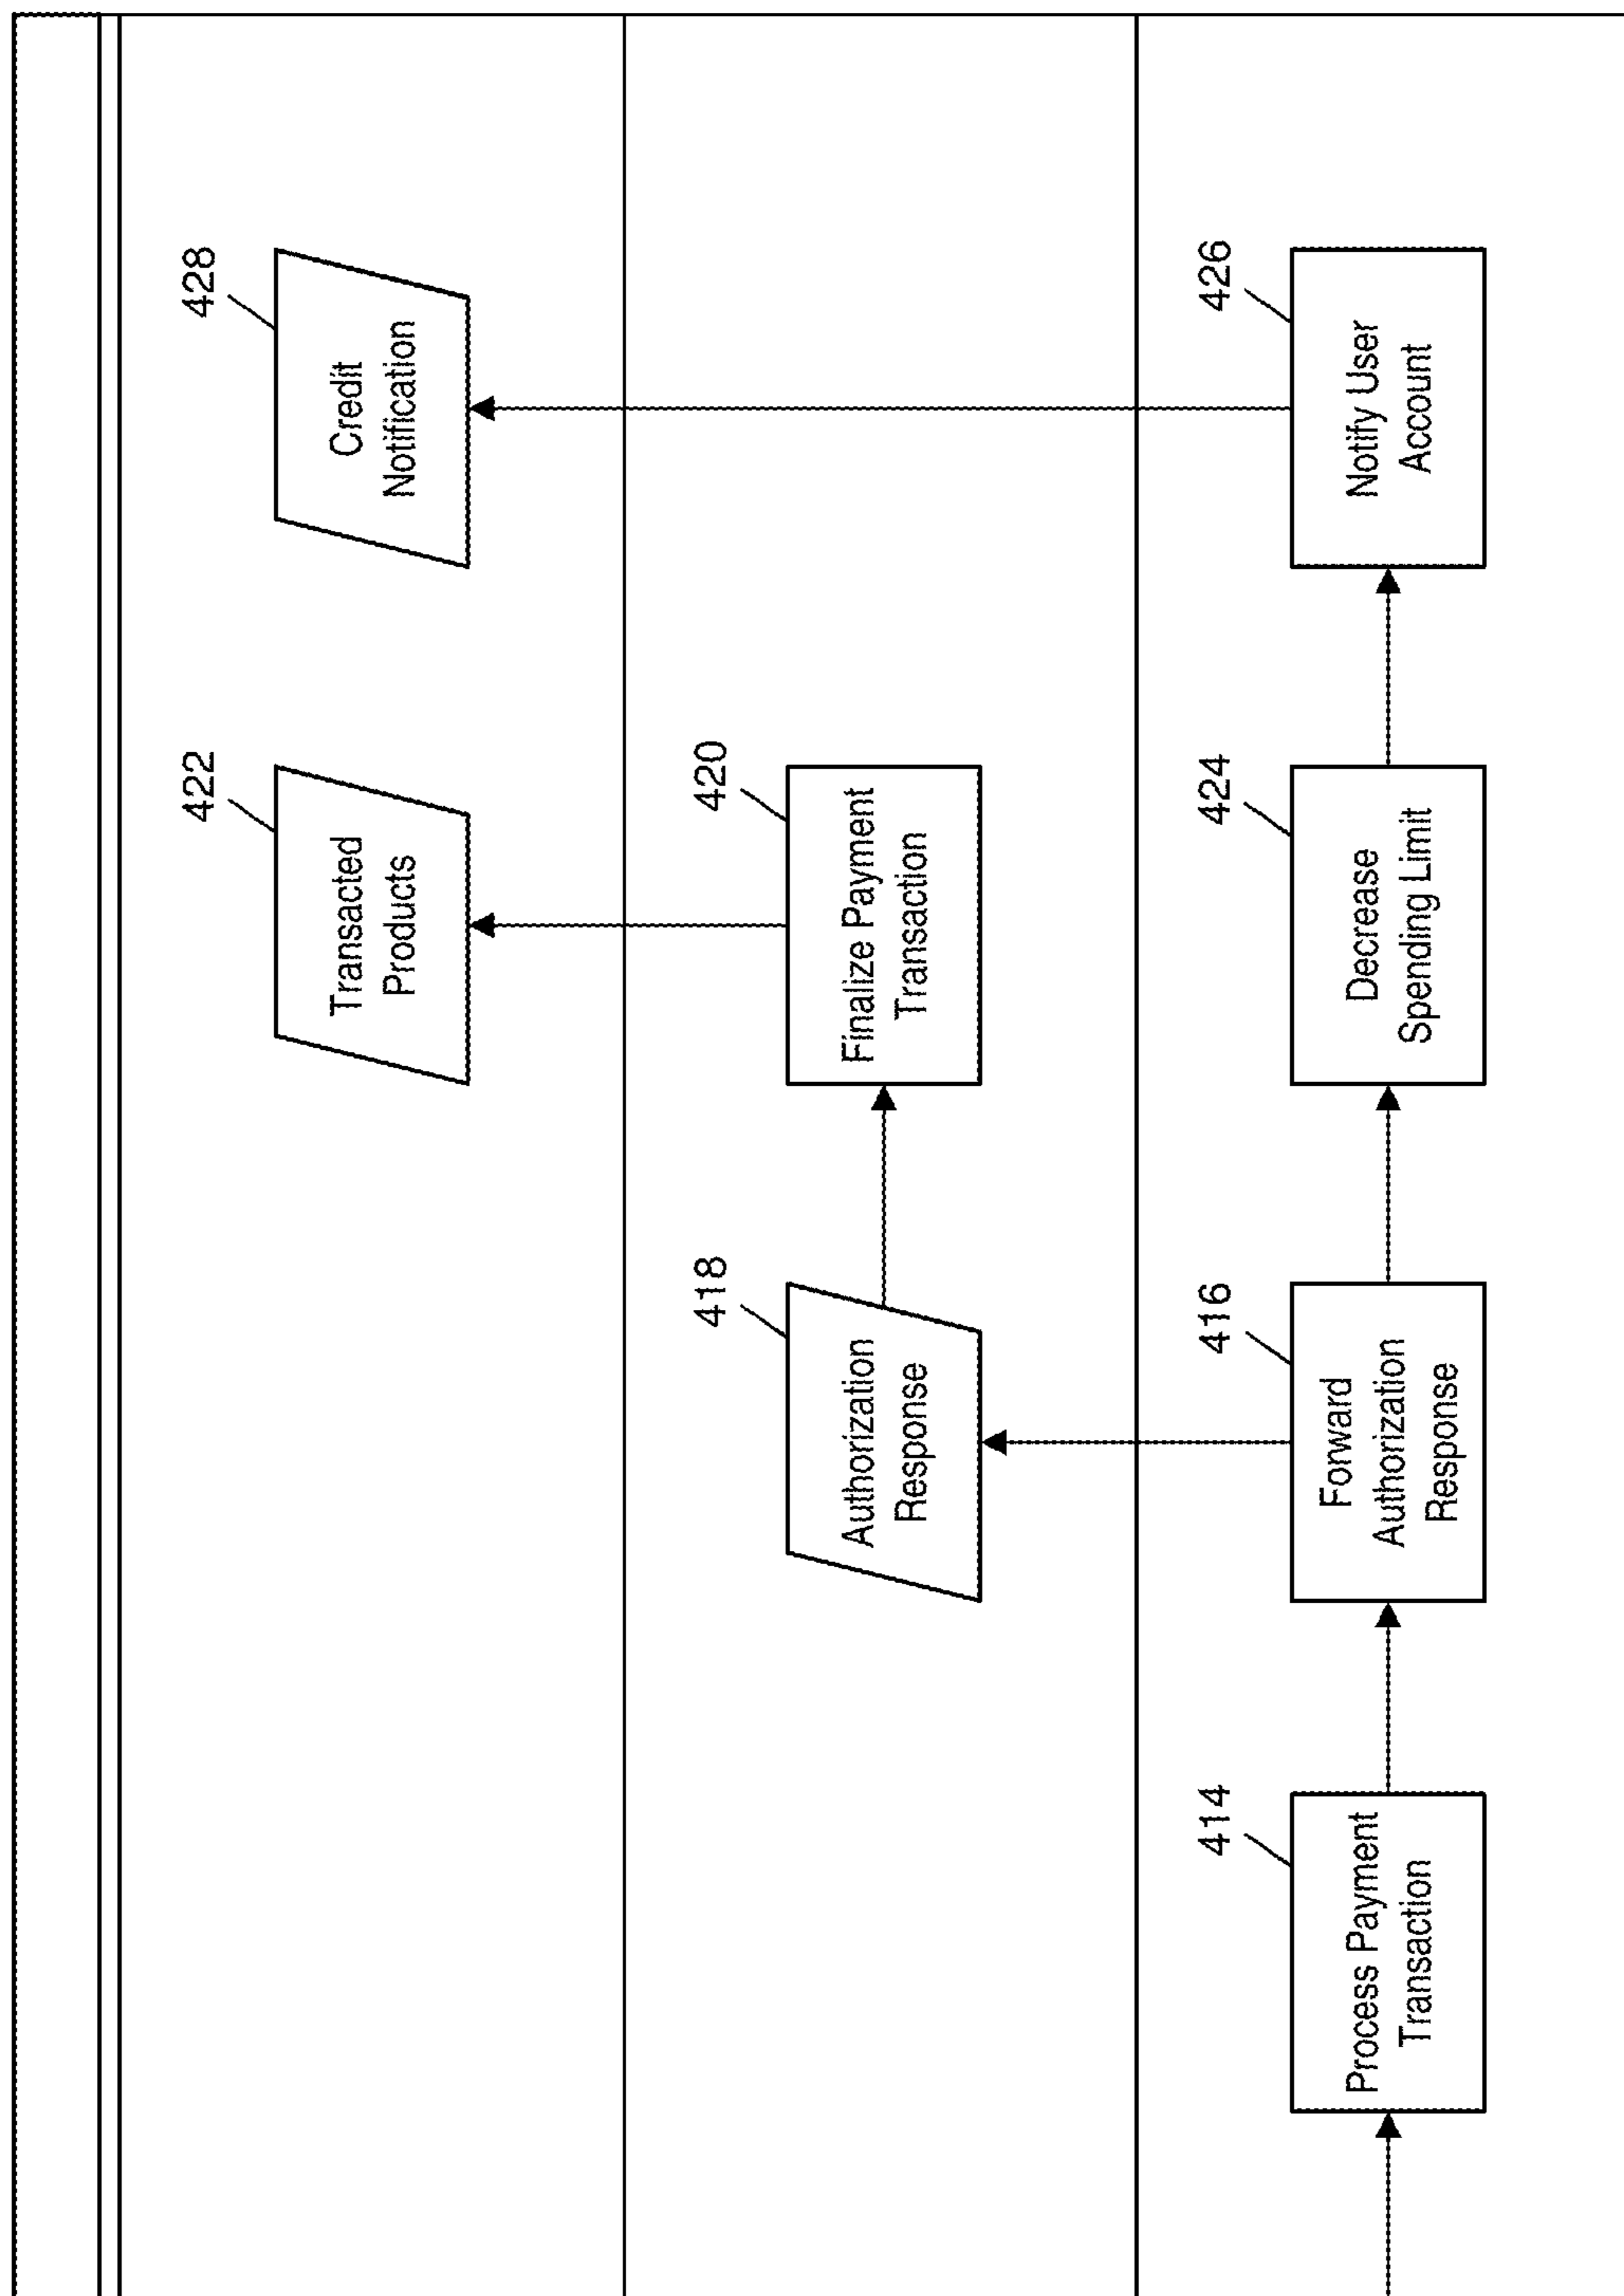 428
Credit
Notification
422
Transacted
Products
418
Authorization
Response
420
Finalize Payment
Transaction
414
Process Payment
Transaction
416
Forward
Authorization
Response
424
Decrease
Spending Limit
426
Notify User
Account